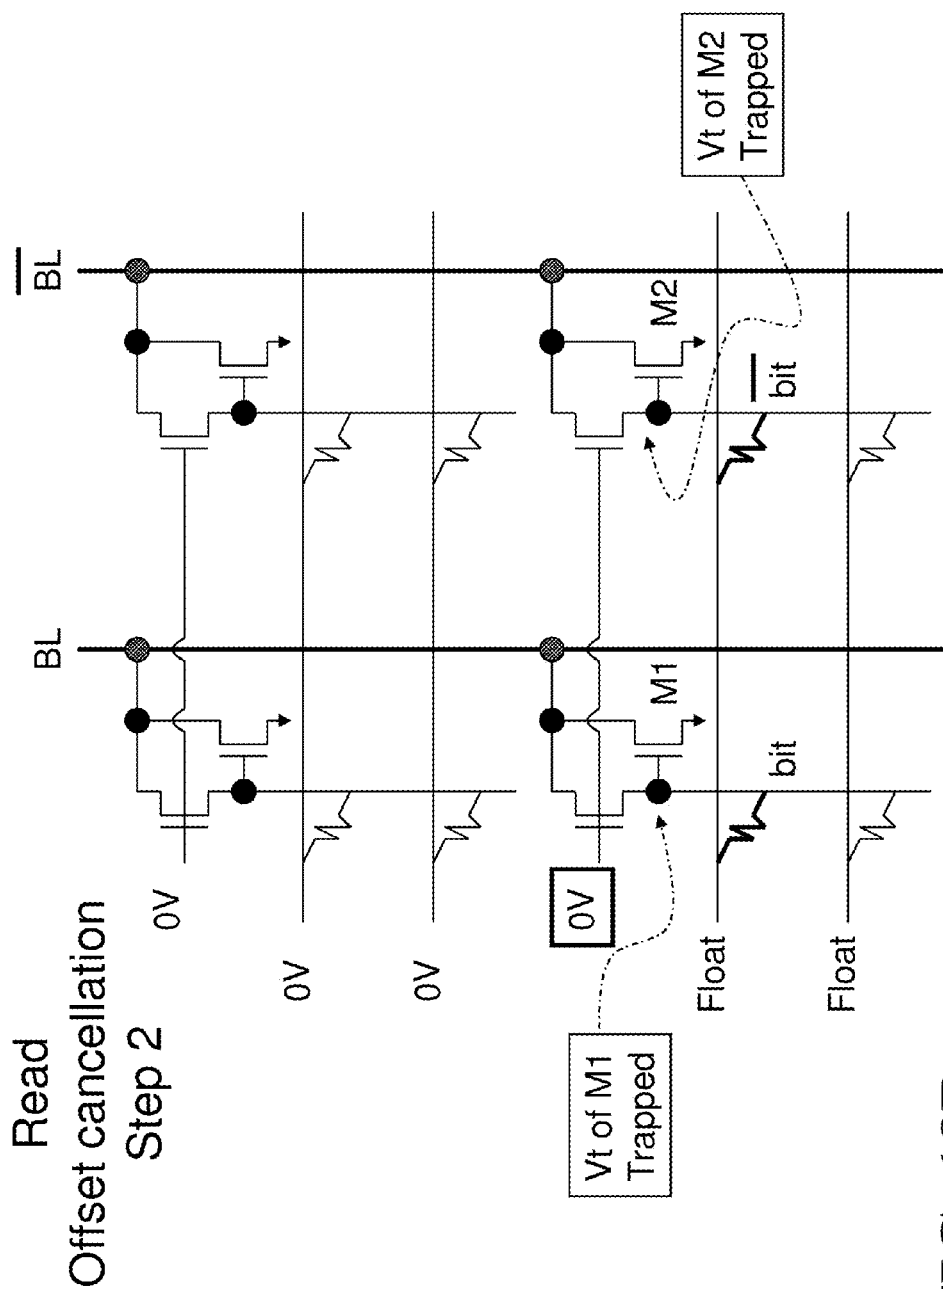 Read
Offset cancellation
Step 2
BL
BL
0V
0V
0V
0V
Float
Float
M1
M2
bit
bit
Vt of M1
Trapped
Vt of M2
Trapped